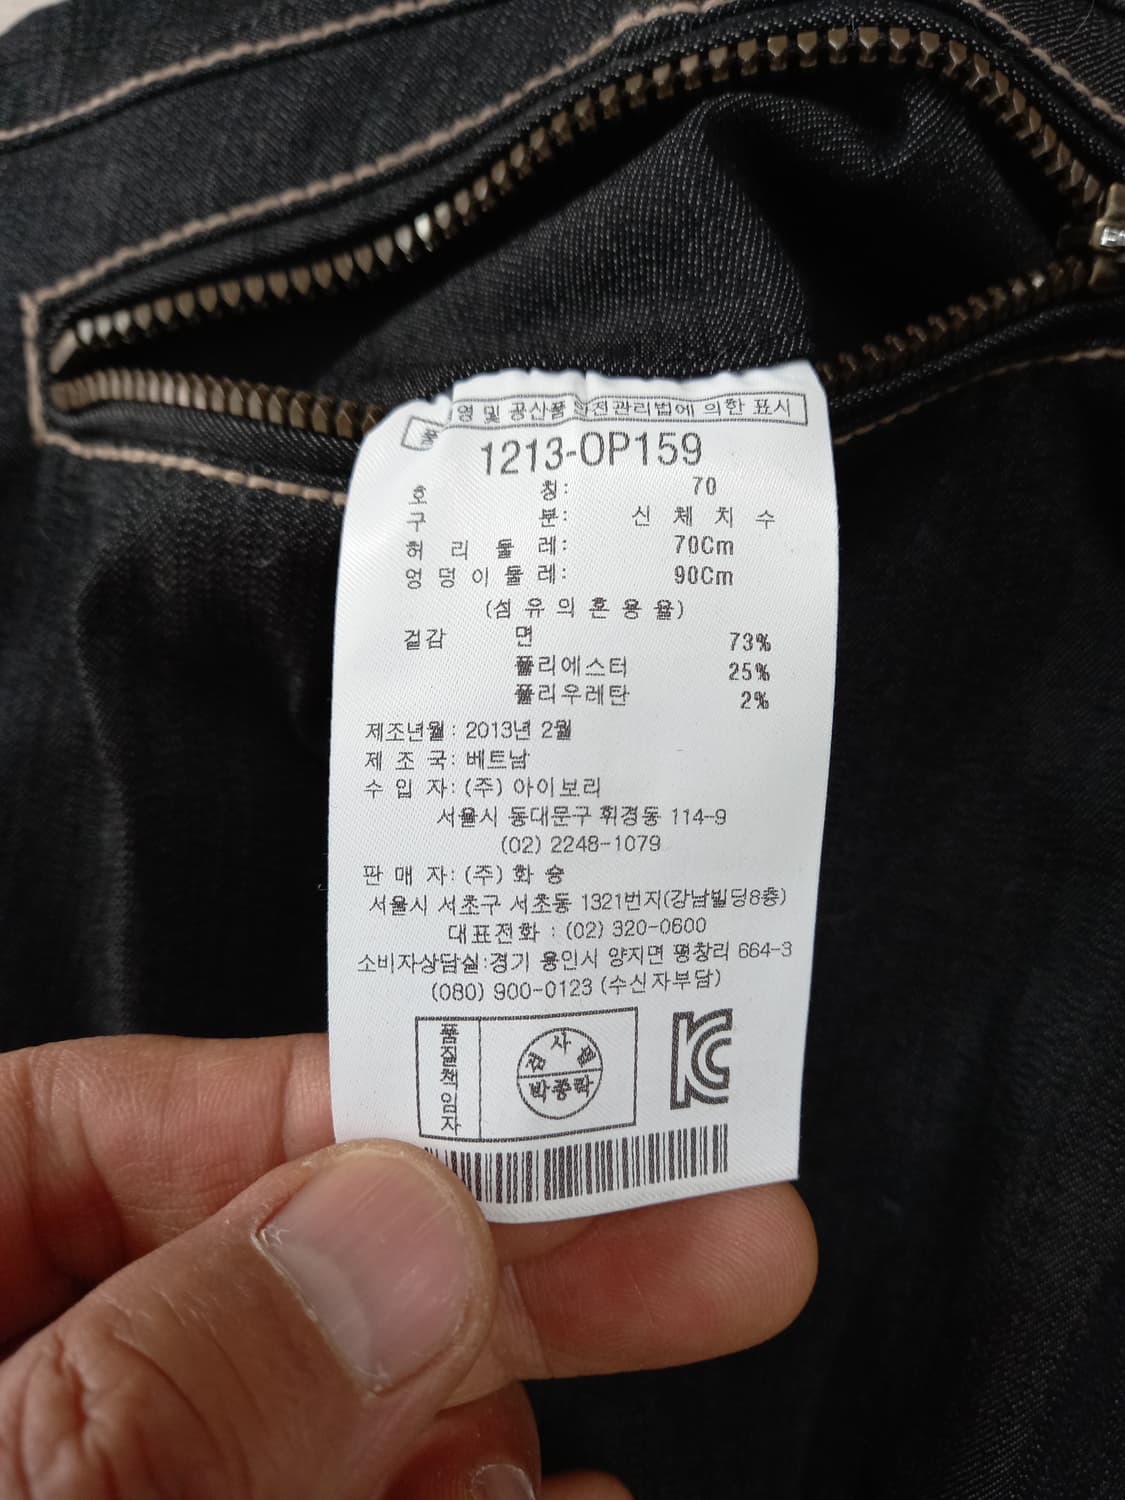 품 경영 및 공산품 안전관리법에 의한 표시
1213-OP159
호 칭: 70
구 분: 신 체 치 수
허 리 둘 레: 70Cm
엉 덩 이 둘 레: 90Cm
(섬 유 의 혼 용 율)
겉감 면 73%
폴리에스터 25%
폴리우레탄 2%
제조년월: 2013년 2월
제 조 국: 베트남
수 입 자: (주) 아이보리
서울시 동대문구 휘경동 114-9
(02) 2248-1079
판 매 자: (주) 화 승
서울시 서초구 서초동 1321번지(강남빌딩8층)
대표전화 : (02) 320-0600
소비자상담실:경기 용인시 양지면 평창리 664-3
(080) 900-0123 (수신자부담)
품질책임자
검사필
KC